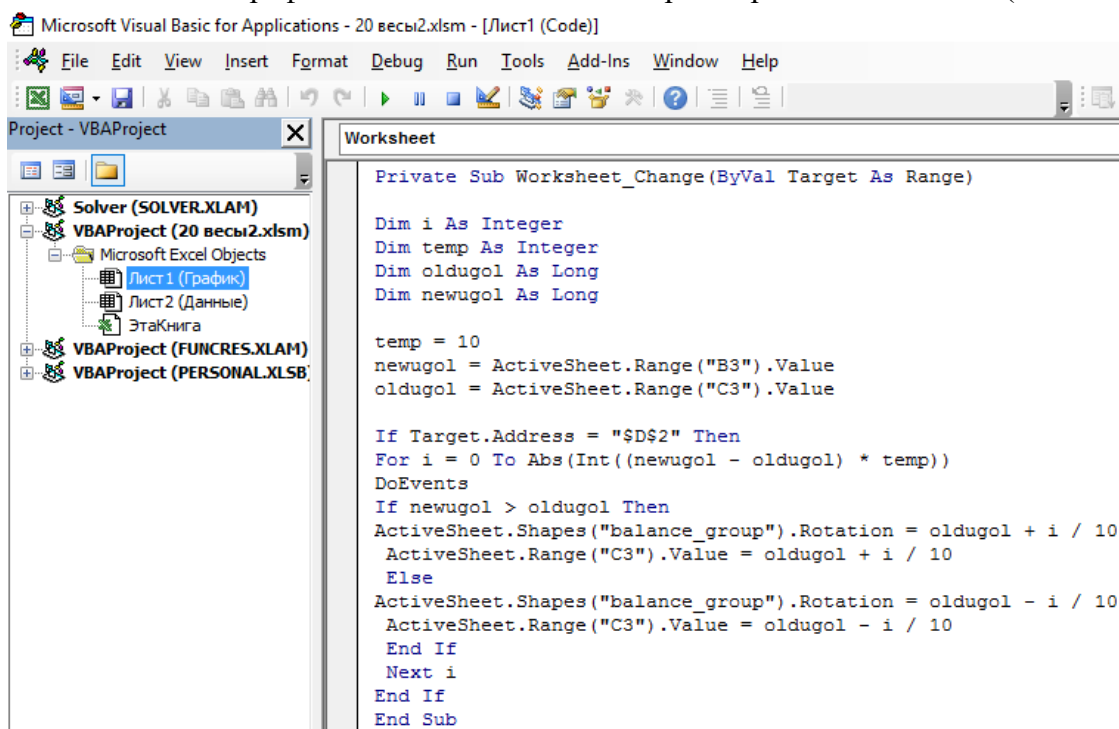 Microsoft Visual Basic for Applications - 20 весы2.xlsm - [Лист1 (Code)]
File Edit View Insert Format Debug Run Tools Add-Ins Window Help
Project - VBAProject
Worksheet
Solver (SOLVER.XLAM)
VBAProject (20 весы2.xlsm)
Microsoft Excel Objects
Лист1 (График)
Лист2 (Данные)
ЭтаКнига
VBAProject (FUNCRES.XLAM)
VBAProject (PERSONAL.XLSB)
Private Sub Worksheet_Change(ByVal Target As Range)
Dim i As Integer
Dim temp As Integer
Dim oldugol As Long
Dim newugol As Long
temp = 10
newugol = ActiveSheet.Range("B3").Value
oldugol = ActiveSheet.Range("C3").Value
If Target.Address = "$D$2" Then
For i = 0 To Abs(Int((newugol - oldugol) * temp))
DoEvents
If newugol > oldugol Then
ActiveSheet.Shapes("balance_group").Rotation = oldugol + i / 10
ActiveSheet.Range("C3").Value = oldugol + i / 10
Else
ActiveSheet.Shapes("balance_group").Rotation = oldugol - i / 10
ActiveSheet.Range("C3").Value = oldugol - i / 10
End If
Next i
End If
End Sub